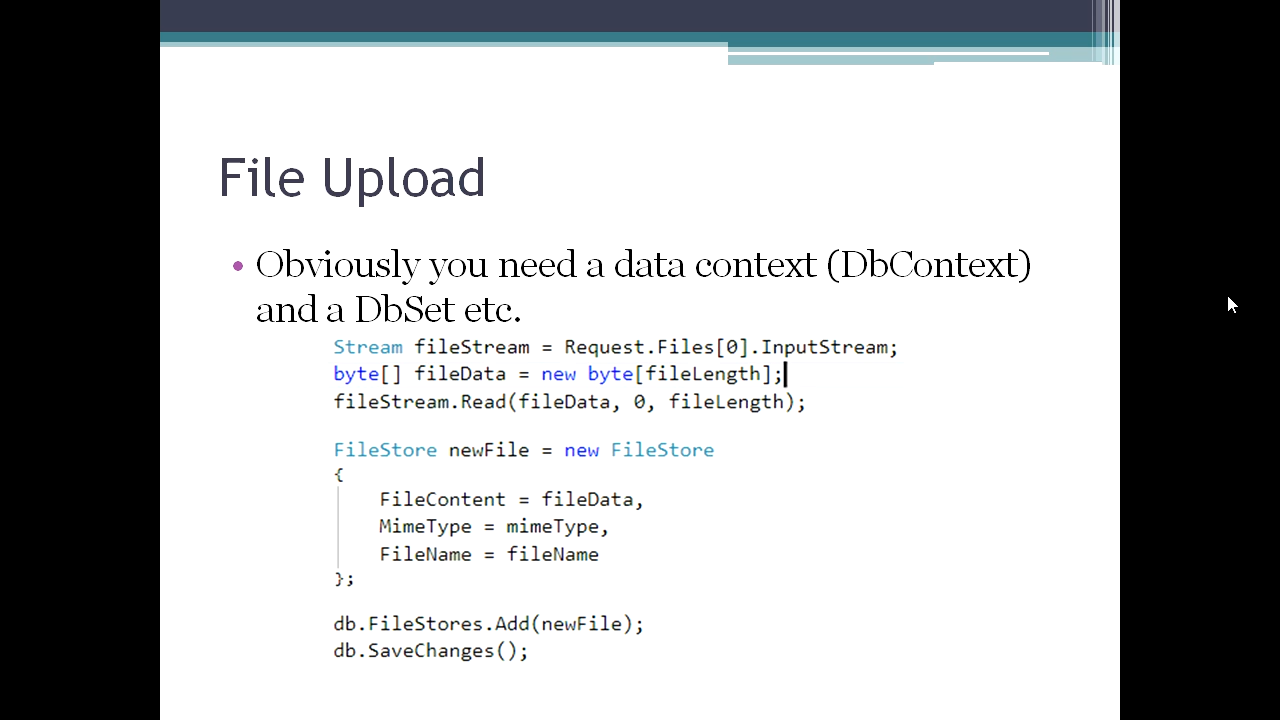 File Upload
• Obviously you need a data context (DbContext)
and a DbSet etc.
Stream fileStream = Request.Files[0].InputStream;
byte[] fileData = new byte[fileLength];
fileStream.Read(fileData, 0, fileLength);
FileStore newFile = new FileStore
{
FileContent = fileData,
MimeType = mimeType,
FileName = fileName
};
db.FileStores.Add(newFile);
db.SaveChanges();